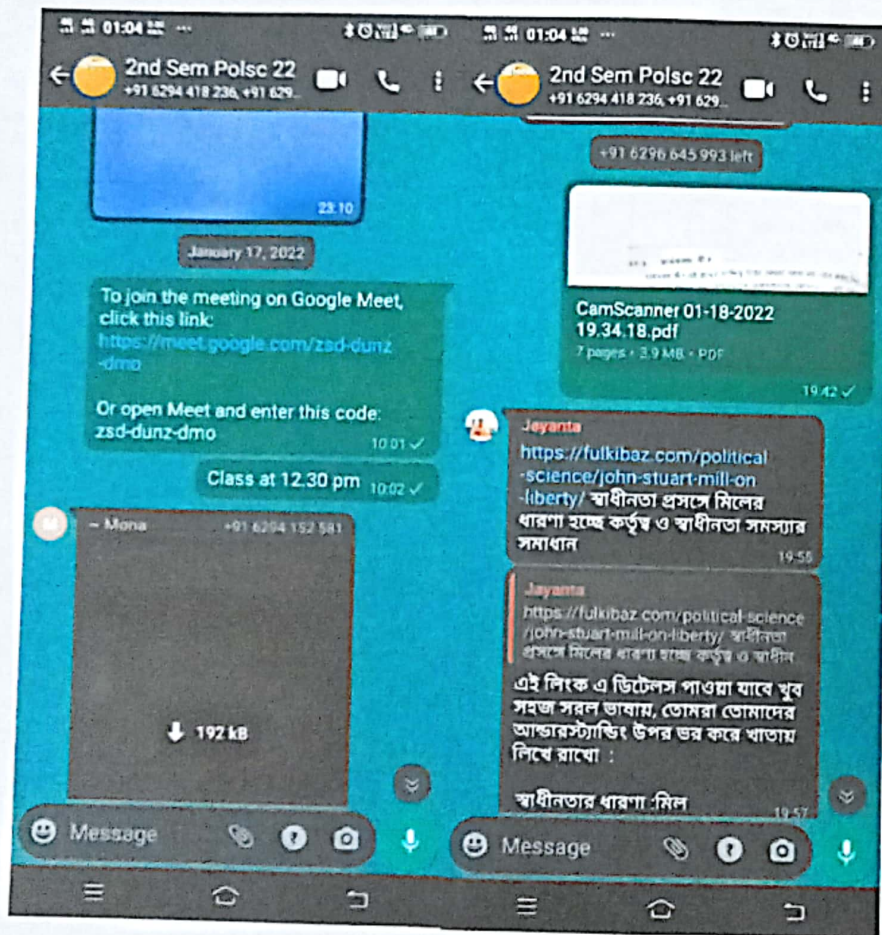 01:04
2nd Sem Polsc 22
+91 6294 418 236, +91 629...
23:10
January 17, 2022
To join the meeting on Google Meet,
click this link:
https://meet.google.com/zsd-dunz
-dmo
Or open Meet and enter this code:
zsd-dunz-dmo
10:01
Class at 12.30 pm
10:02
~ Mona +91 6294 152 581
192 kB
Message
01:04
2nd Sem Polsc 22
+91 6294 418 236, +91 629...
+91 6296 645 993 left
CamScanner 01-18-2022
19.34.18.pdf
7 pages • 3.9 MB • PDF
19:42
Jayanta
https://fulkibaz.com/political
-science/john-stuart-mill-on
-liberty/ স্বাধীনতা প্রসঙ্গে মিলের
ধারণা হচ্ছে কর্তৃত্ব ও স্বাধীনতা সমস্যার
সমাধান
19:55
Jayanta
https://fulkibaz.com/political-science
/john-stuart-mill-on-liberty/ স্বাধীনতা
প্রসঙ্গে মিলের ধারণা হচ্ছে কর্তৃত্ব ও স্বাধীন
এই লিংক এ ডিটেলস পাওয়া যাবে খুব
সহজ সরল ভাষায়, তোমরা তোমাদের
আন্ডারস্ট্যান্ডিং উপর ভর করে খাতায়
লিখে রাখো :
স্বাধীনতার ধারণা :মিল
19:57
Message